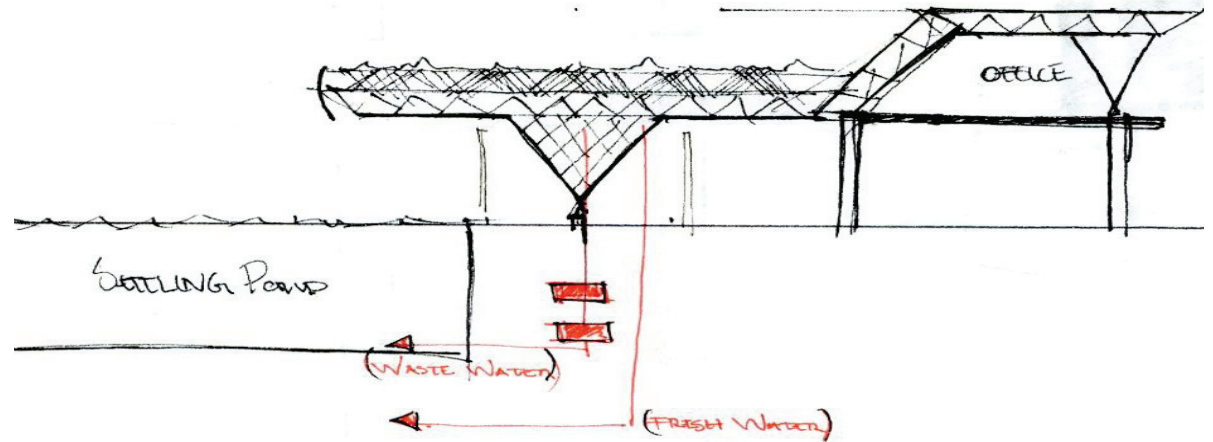 OFFICE
SETTLING POND
(WASTE WATER)
(FRESH WATER)